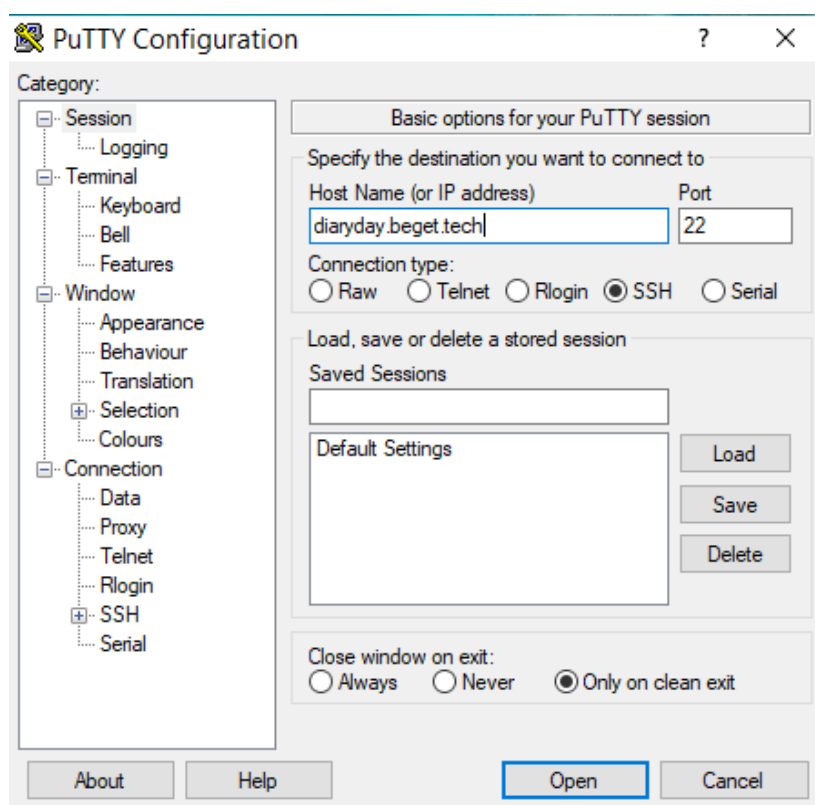 PuTTY Configuration ? ×
Category:
Session
Logging
Terminal
Keyboard
Bell
Features
Window
Appearance
Behaviour
Translation
Selection
Colours
Connection
Data
Proxy
Telnet
Rlogin
SSH
Serial
Basic options for your PuTTY session
Specify the destination you want to connect to
Host Name (or IP address) Port
diaryday.beget.tech 22
Connection type:
Raw Telnet Rlogin SSH Serial
Load, save or delete a stored session
Saved Sessions
Default Settings
Load
Save
Delete
Close window on exit:
Always Never Only on clean exit
About Help Open Cancel